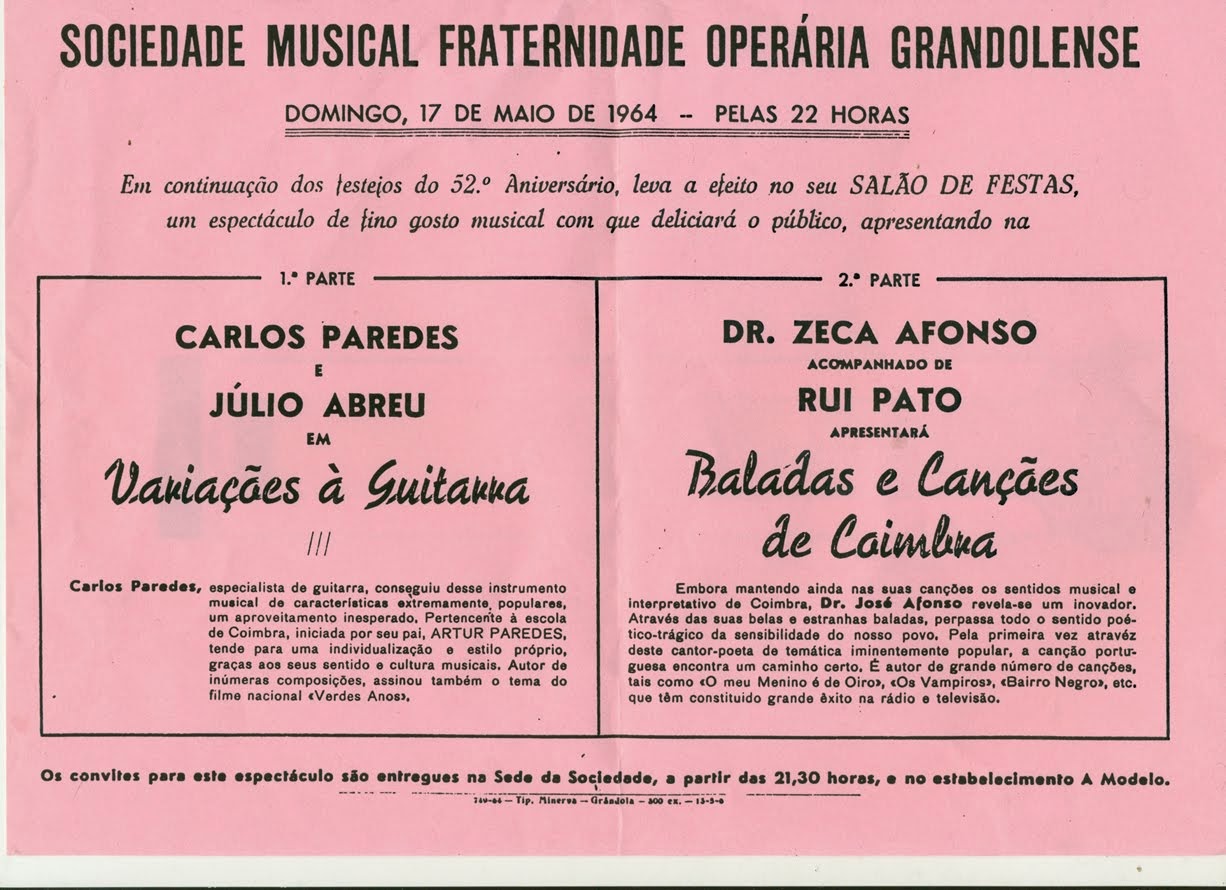 SOCIEDADE MUSICAL FRATERNIDADE OPERÁRIA GRANDOLENSE
DOMINGO, 17 DE MAIO DE 1964 -- PELAS 22 HORAS
Em continuação dos festejos do 52.º Aniversário, leva a efeito no seu SALÃO DE FESTAS,
um espectáculo de fino gosto musical com que deliciará o público, apresentando na
1.ª PARTE
CARLOS PAREDES
E
JÚLIO ABREU
EM
Variações à Guitarra
///
Carlos Paredes, especialista de guitarra, conseguiu desse instrumento
musical de características extremamente populares,
um aproveitamento inesperado. Pertencente à escola
de Coimbra, iniciada por seu pai, ARTUR PAREDES,
tende para uma individualização e estilo próprio,
graças aos seus sentido e cultura musicais. Autor de
inúmeras composições, assinou também o tema do
filme nacional «Verdes Anos».
2.ª PARTE
DR. ZECA AFONSO
ACOMPANHADO DE
RUI PATO
APRESENTARÁ
Baladas e Canções
de Coimbra
Embora mantendo ainda nas suas canções os sentidos musical e
interpretativo de Coimbra, Dr. José Afonso revela-se um inovador.
Através das suas belas e estranhas baladas, perpassa todo o sentido poé-
tico-trágico da sensibilidade do nosso povo. Pela primeira vez atravéz
deste cantor-poeta de temática iminentemente popular, a canção portu-
guesa encontra um caminho certo. É autor de grande número de canções,
tais como «O meu Menino é de Oiro», «Os Vampiros», «Bairro Negro», etc.
que têm constituido grande êxito na rádio e televisão.
Os convites para este espectáculo são entregues na Sede da Sociedade, a partir das 21,30 horas, e no estabelecimento A Modelo.
— Tip. Minerva — Grândola — 500 ex. —